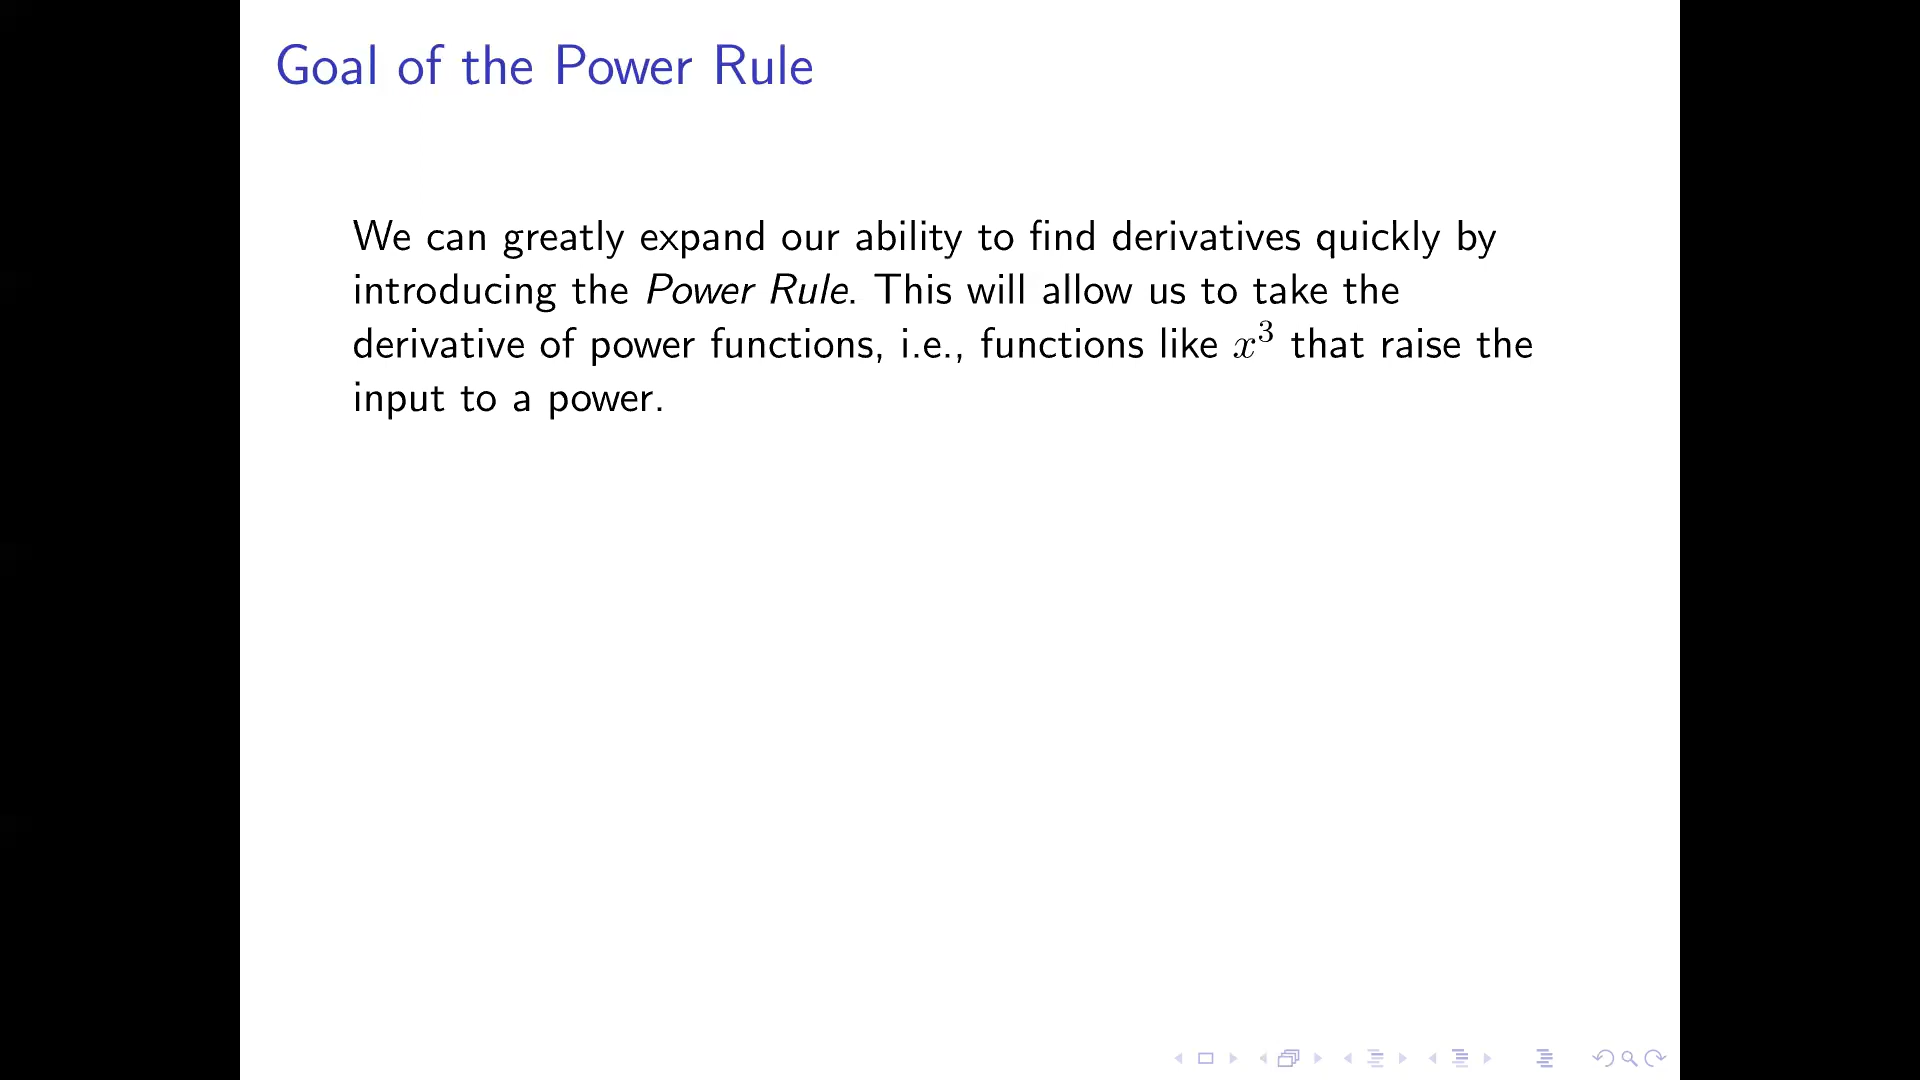 Goal of the Power Rule
We can greatly expand our ability to find derivatives quickly by
introducing the Power Rule. This will allow us to take the
derivative of power functions, i.e., functions like x³ that raise the
input to a power.